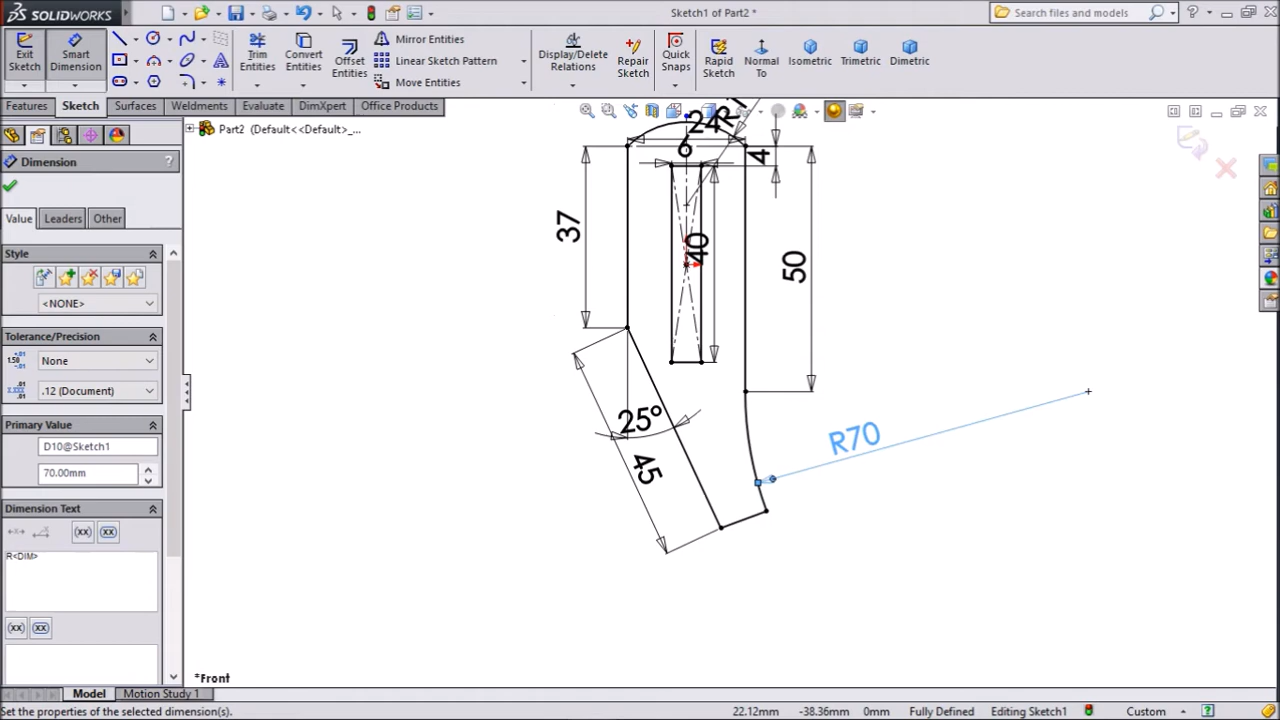 SOLIDWORKS
Sketch1 of Part2 *
Search files and models
Exit Sketch
Smart Dimension
Trim Entities
Convert Entities
Offset Entities
Mirror Entities
Linear Sketch Pattern
Move Entities
Display/Delete Relations
Repair Sketch
Quick Snaps
Rapid Sketch
Normal To
Isometric
Trimetric
Dimetric
Features
Sketch
Surfaces
Weldments
Evaluate
DimXpert
Office Products
Part2 (Default<<Default>_...
Dimension
?
Value
Leaders
Other
Style
<NONE>
Tolerance/Precision
None
.12 (Document)
Primary Value
D10@Sketch1
70.00mm
Dimension Text
(xx)
(xx)
R<DIM>
(xx)
(xx)
24
6
4
37
40
50
25°
45
R70
*Front
Model
Motion Study 1
Set the properties of the selected dimension(s).
22.12mm
-38.36mm
0mm
Fully Defined
Editing Sketch1
Custom